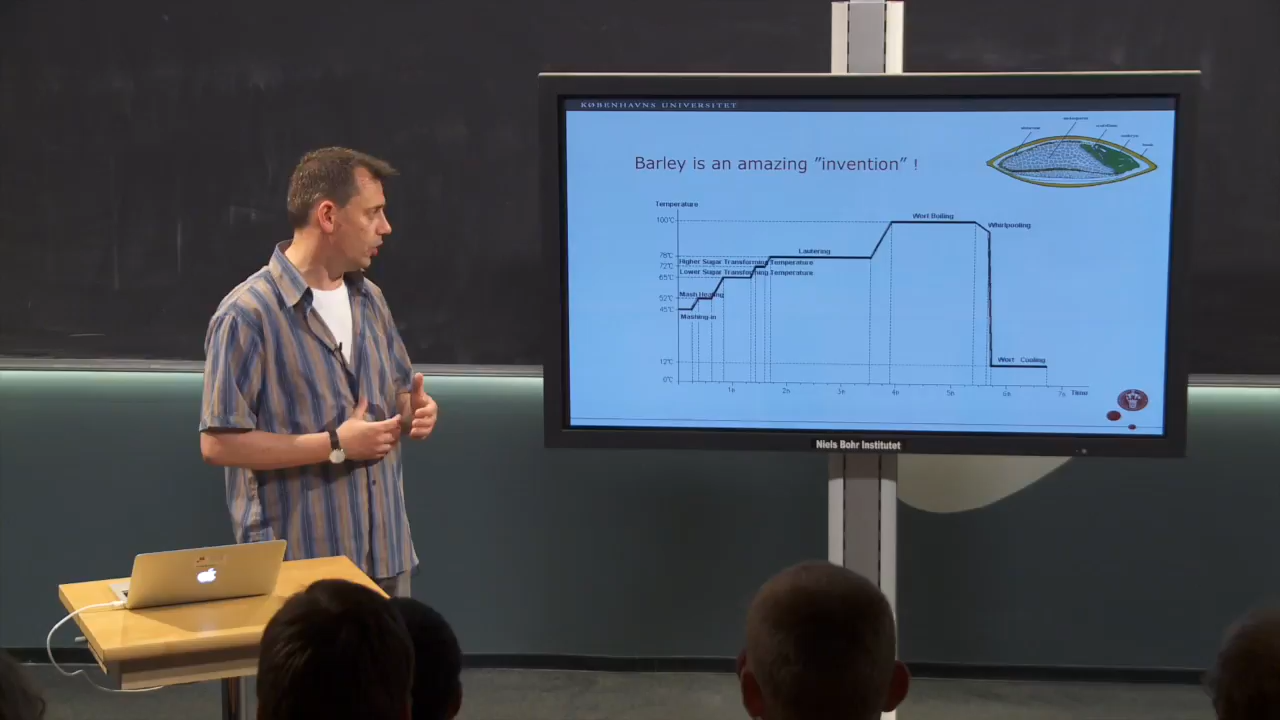 KØBENHAVNS UNIVERSITET
Barley is an amazing ”invention” !
Temperature
100°C
Wort Boiling
Whirlpooling
Lautering
78°C
Higher Sugar Transforming Temperature
72°C
Lower Sugar Transforming Temperature
65°C
Mash Heating
52°C
45°C
Mashing-in
12°C
Wort Cooling
0°C
1h 2h 3h 4h 5h 6h 7h Time
Niels Bohr Institutet